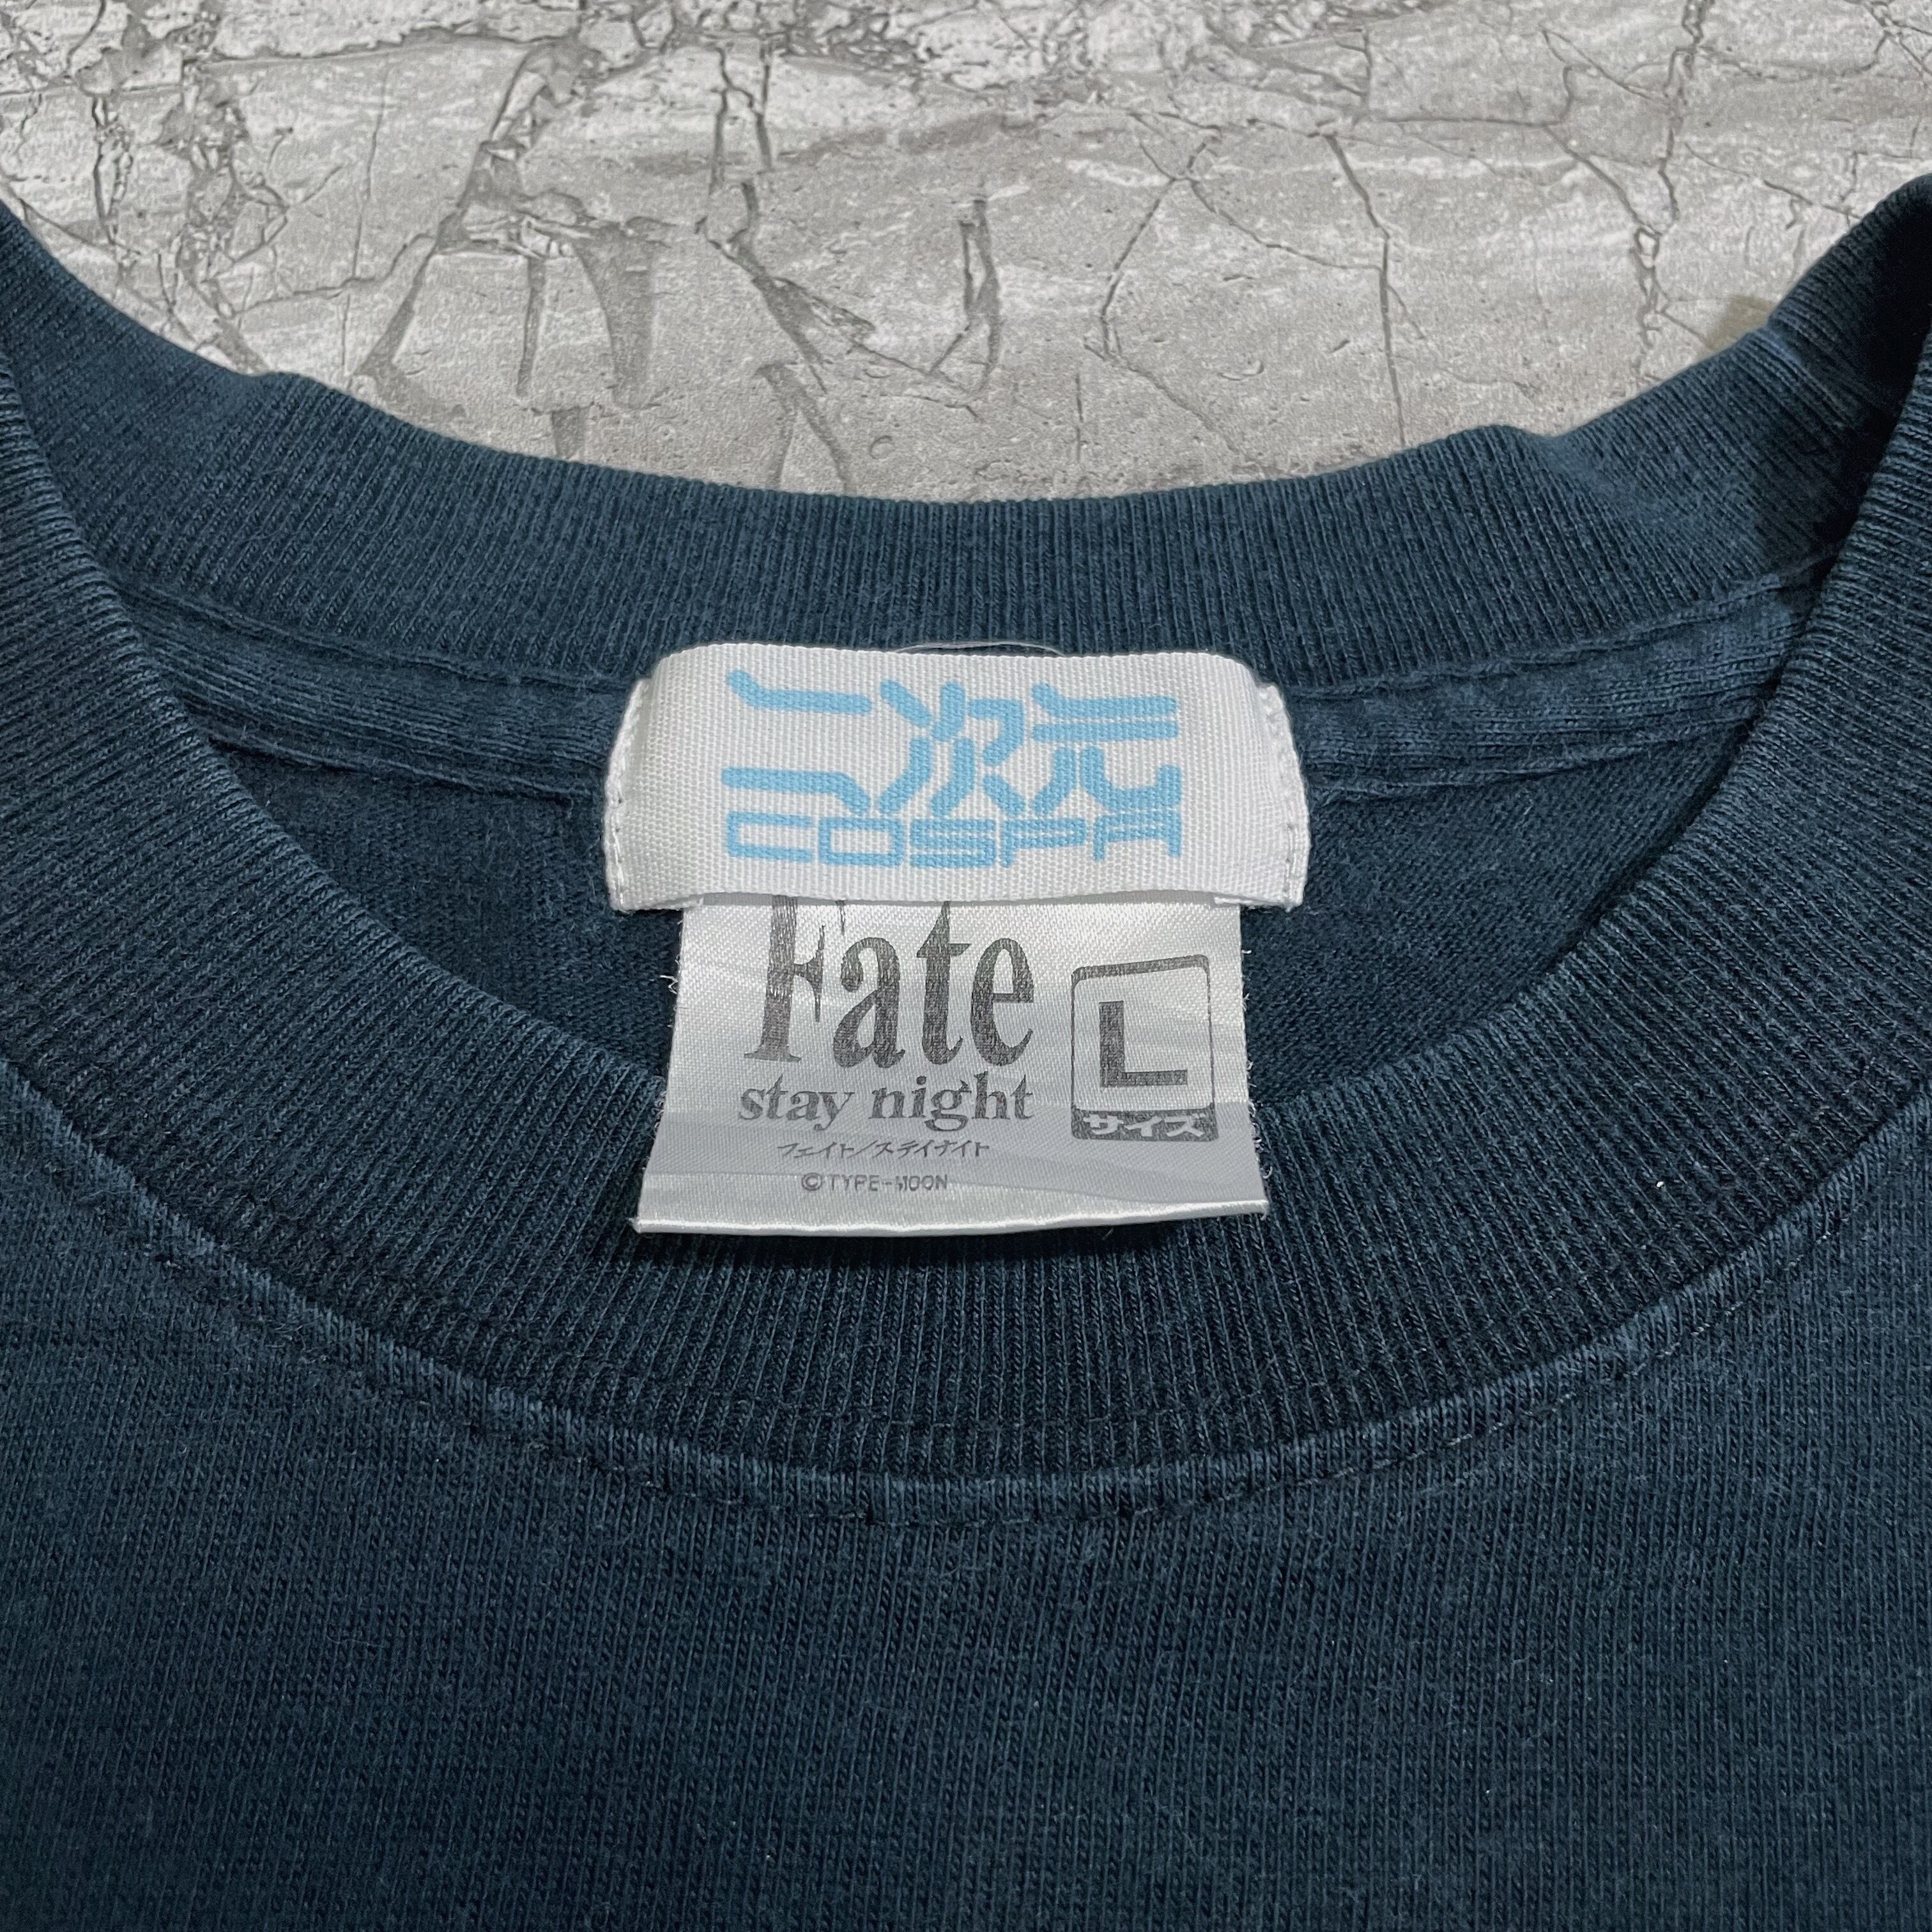 二次元
COSPA
Fate
stay night
フェイト/ステイナイト
©TYPE-MOON
L
サイズ